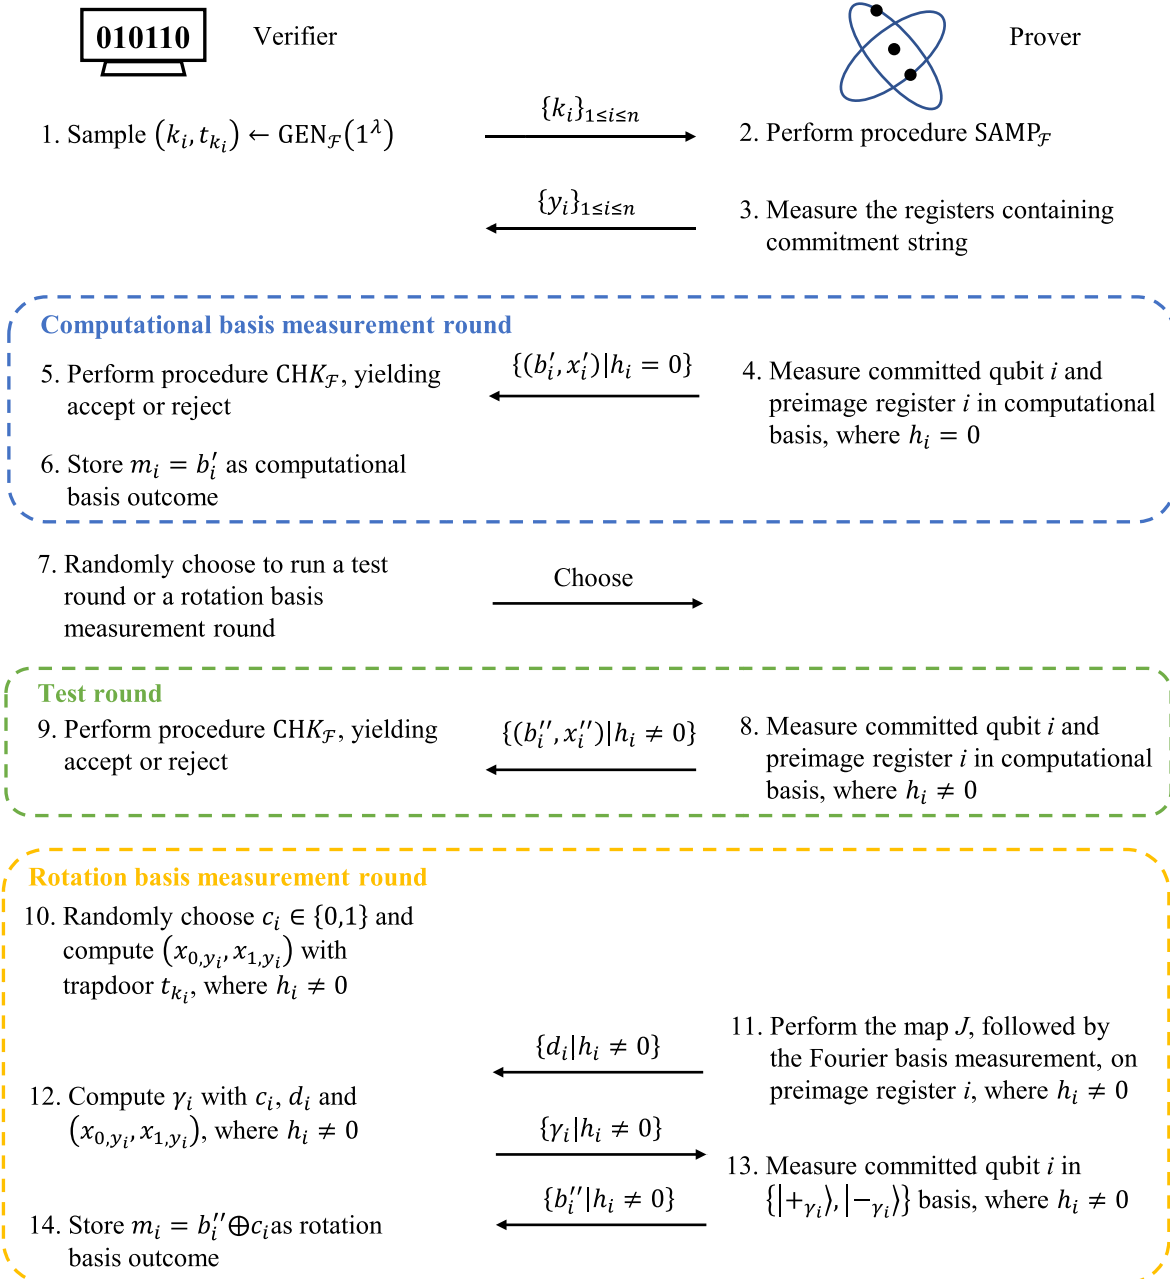 010110
Verifier
Prover
1. Sample (k_i, t_{k_i}) ← GEN_ℱ(1^λ)
{k_i}_{1≤i≤n}
2. Perform procedure SAMP_ℱ
{y_i}_{1≤i≤n}
3. Measure the registers containing
commitment string
Computational basis measurement round
5. Perform procedure CHK_ℱ, yielding
accept or reject
{(b_i′, x_i′)|h_i = 0}
4. Measure committed qubit i and
preimage register i in computational
basis, where h_i = 0
6. Store m_i = b_i′ as computational
basis outcome
7. Randomly choose to run a test
round or a rotation basis
measurement round
Choose
Test round
9. Perform procedure CHK_ℱ, yielding
accept or reject
{(b_i″, x_i″)|h_i ≠ 0}
8. Measure committed qubit i and
preimage register i in computational
basis, where h_i ≠ 0
Rotation basis measurement round
10. Randomly choose c_i ∈ {0,1} and
compute (x_{0,y_i}, x_{1,y_i}) with
trapdoor t_{k_i}, where h_i ≠ 0
11. Perform the map J, followed by
the Fourier basis measurement, on
preimage register i, where h_i ≠ 0
{d_i|h_i ≠ 0}
12. Compute γ_i with c_i, d_i and
(x_{0,y_i}, x_{1,y_i}), where h_i ≠ 0
{γ_i|h_i ≠ 0}
13. Measure committed qubit i in
{|+_{γ_i}⟩, |−_{γ_i}⟩} basis, where h_i ≠ 0
{b_i″|h_i ≠ 0}
14. Store m_i = b_i″⊕c_i as rotation
basis outcome